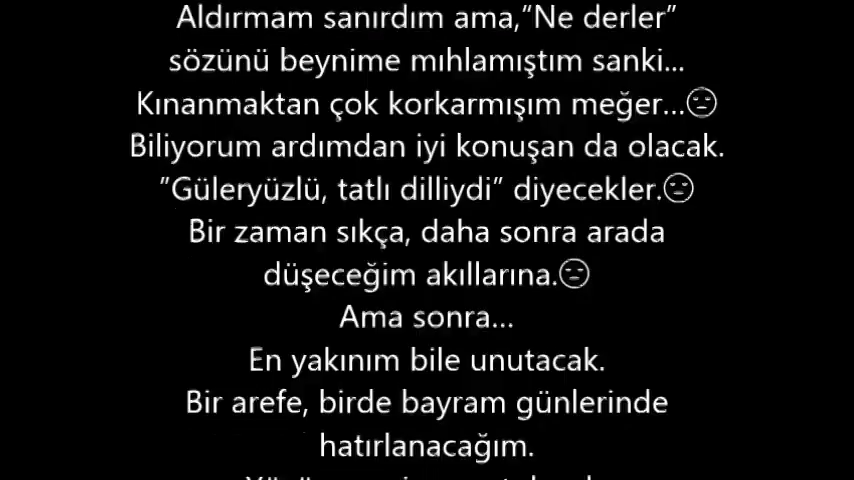 Aldırmam sanırdım ama,”Ne derler”
sözünü beynime mıhlamıştım sanki...
Kınanmaktan çok korkarmışım meğer...😔
Biliyorum ardımdan iyi konuşan da olacak.
”Güleryüzlü, tatlı dilliydi” diyecekler.😔
Bir zaman sıkça, daha sonra arada
düşeceğim akıllarına.😔
Ama sonra...
En yakınım bile unutacak.
Bir arefe, birde bayram günlerinde
hatırlanacağım.